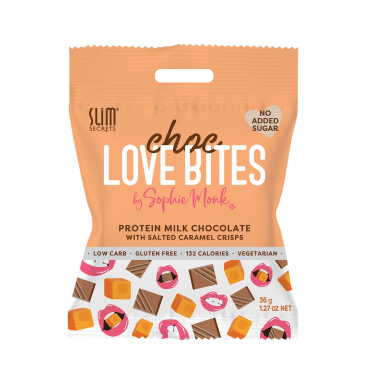 SLIM
SECRETS
NO
ADDED
SUGAR
choc
LOVE BITES
by Sophie Monk
PROTEIN MILK CHOCOLATE
WITH SALTED CARAMEL CRISPS
• LOW CARB • GLUTEN FREE • 132 CALORIES • VEGETARIAN •
36 g
1.27 OZ NET